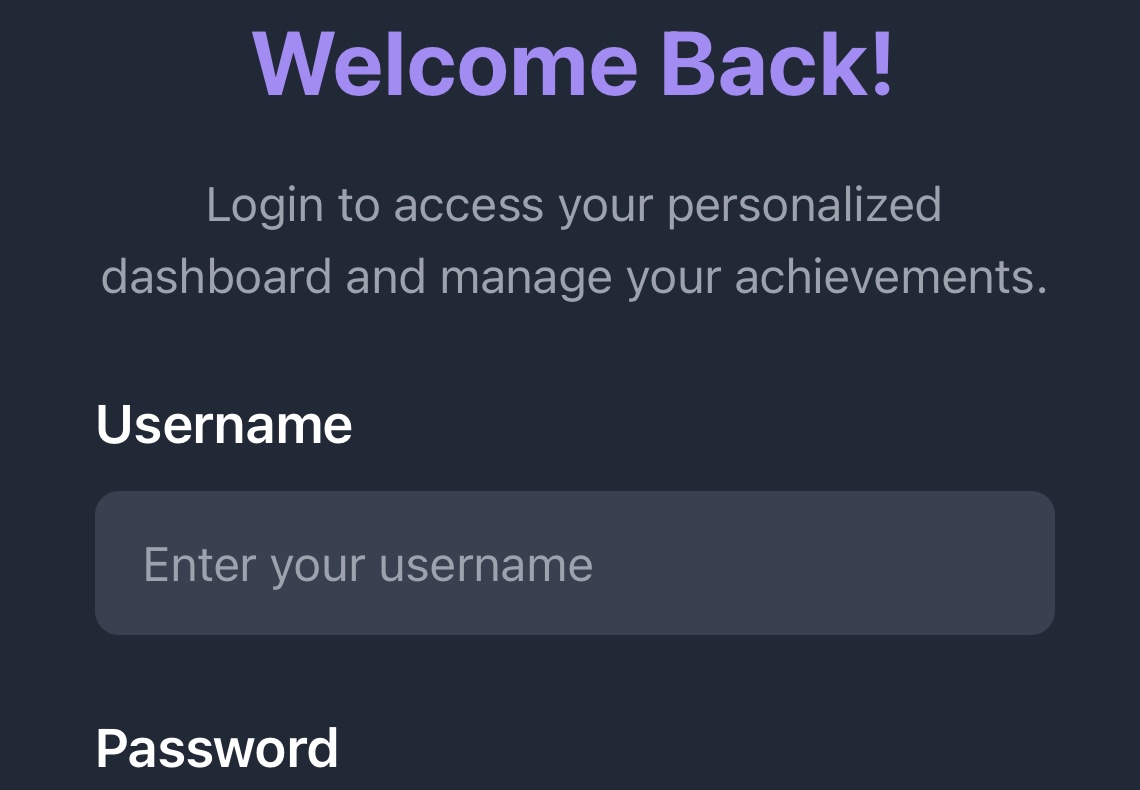 Welcome Back!
Login to access your personalized
dashboard and manage your achievements.
Username
Enter your username
Password